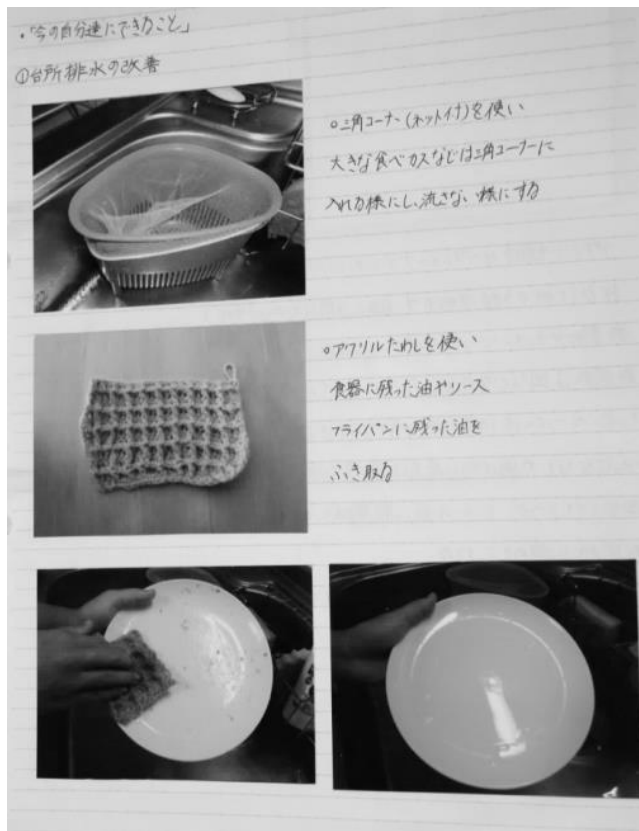 ・「今の自分達にできること」
①台所排水の改善
○三角コーナー(ネット付)を使い
大きな食べカスなどは三角コーナーに
入れる様にし、流さない様にする
○アクリルたわしを使い
食器に残った油やソース
フライパンに残った油を
ふき取る